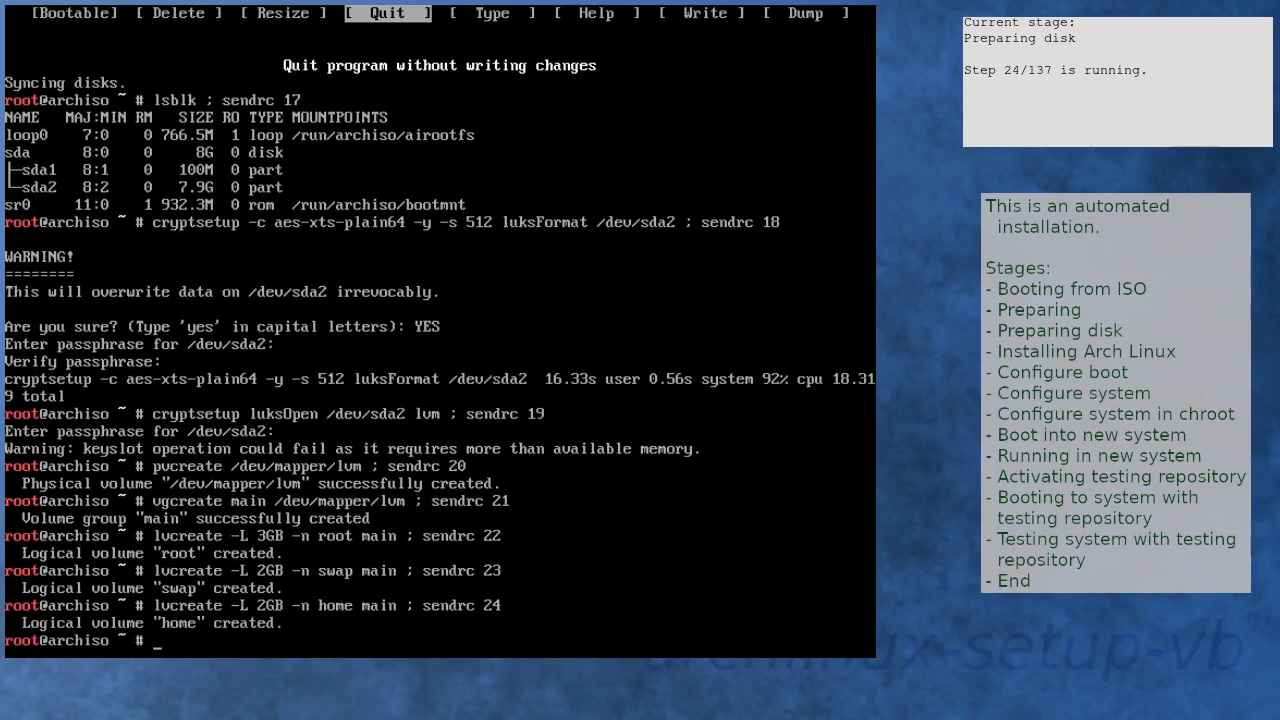 [Bootable]  [ Delete ]  [ Resize ]  [  Quit  ]  [  Type  ]  [  Help  ]  [  Write ]  [  Dump  ]
Quit program without writing changes
Syncing disks.
root@archiso ~ # lsblk ; sendrc 17
NAME   MAJ:MIN RM   SIZE RO TYPE MOUNTPOINTS
loop0    7:0    0 766.5M  1 loop /run/archiso/airootfs
sda      8:0    0     8G  0 disk
├─sda1   8:1    0   100M  0 part
└─sda2   8:2    0   7.9G  0 part
sr0     11:0    1 932.3M  0 rom  /run/archiso/bootmnt
root@archiso ~ # cryptsetup -c aes-xts-plain64 -y -s 512 luksFormat /dev/sda2 ; sendrc 18
WARNING!
========
This will overwrite data on /dev/sda2 irrevocably.
Are you sure? (Type 'yes' in capital letters): YES
Enter passphrase for /dev/sda2:
Verify passphrase:
cryptsetup -c aes-xts-plain64 -y -s 512 luksFormat /dev/sda2  16.33s user 0.56s system 92% cpu 18.31
9 total
root@archiso ~ # cryptsetup luksOpen /dev/sda2 lvm ; sendrc 19
Enter passphrase for /dev/sda2:
Warning: keyslot operation could fail as it requires more than available memory.
root@archiso ~ # pvcreate /dev/mapper/lvm ; sendrc 20
  Physical volume "/dev/mapper/lvm" successfully created.
root@archiso ~ # vgcreate main /dev/mapper/lvm ; sendrc 21
  Volume group "main" successfully created
root@archiso ~ # lvcreate -L 3GB -n root main ; sendrc 22
  Logical volume "root" created.
root@archiso ~ # lvcreate -L 2GB -n swap main ; sendrc 23
  Logical volume "swap" created.
root@archiso ~ # lvcreate -L 2GB -n home main ; sendrc 24
  Logical volume "home" created.
root@archiso ~ # _
Current stage:
Preparing disk
Step 24/137 is running.
This is an automated
installation.
Stages:
- Booting from ISO
- Preparing
- Preparing disk
- Installing Arch Linux
- Configure boot
- Configure system
- Configure system in chroot
- Boot into new system
- Running in new system
- Activating testing repository
- Booting to system with
testing repository
- Testing system with testing
repository
- End